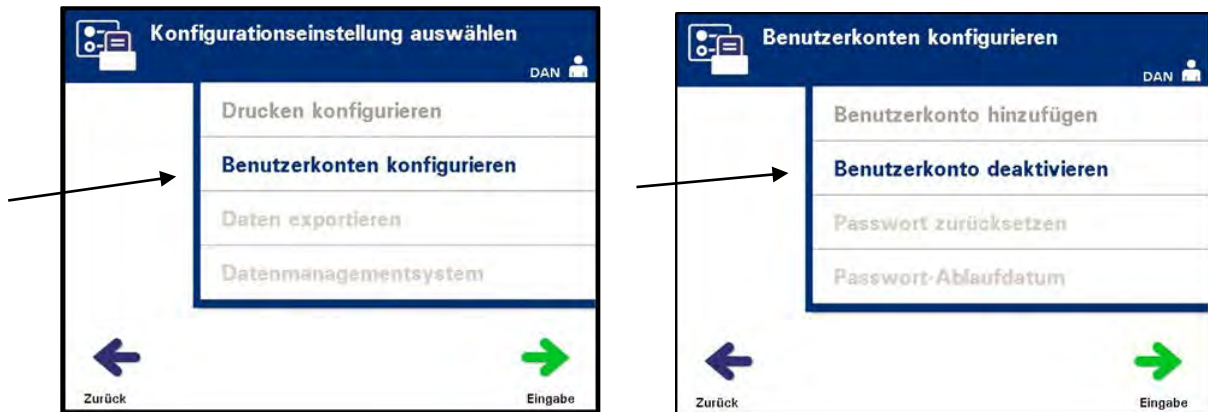 Konfigurationseinstellung auswählen
DAN
Drucken konfigurieren
Benutzerkonten konfigurieren
Daten exportieren
Datenmanagementsystem
Zurück
Eingabe
Benutzerkonten konfigurieren
DAN
Benutzerkonto hinzufügen
Benutzerkonto deaktivieren
Passwort zurücksetzen
Passwort-Ablaufdatum
Zurück
Eingabe